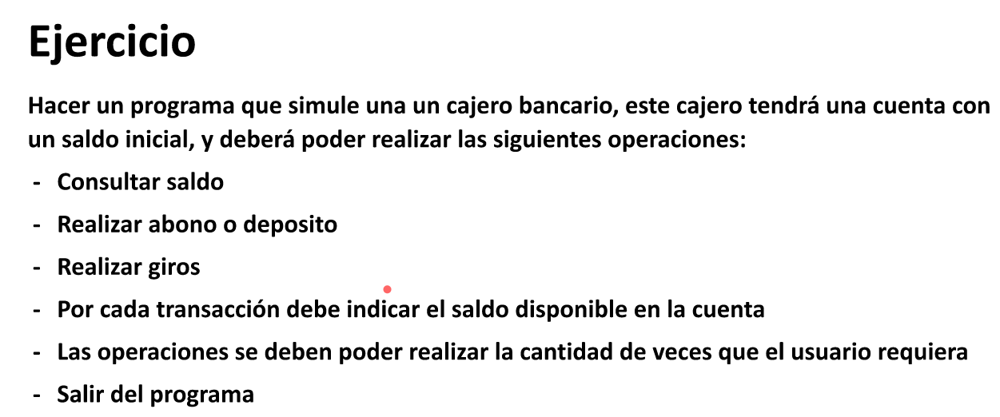 Ejercicio
Hacer un programa que simule una un cajero bancario, este cajero tendrá una cuenta con
un saldo inicial, y deberá poder realizar las siguientes operaciones:
- Consultar saldo
- Realizar abono o deposito
- Realizar giros
- Por cada transacción debe indicar el saldo disponible en la cuenta
- Las operaciones se deben poder realizar la cantidad de veces que el usuario requiera
- Salir del programa